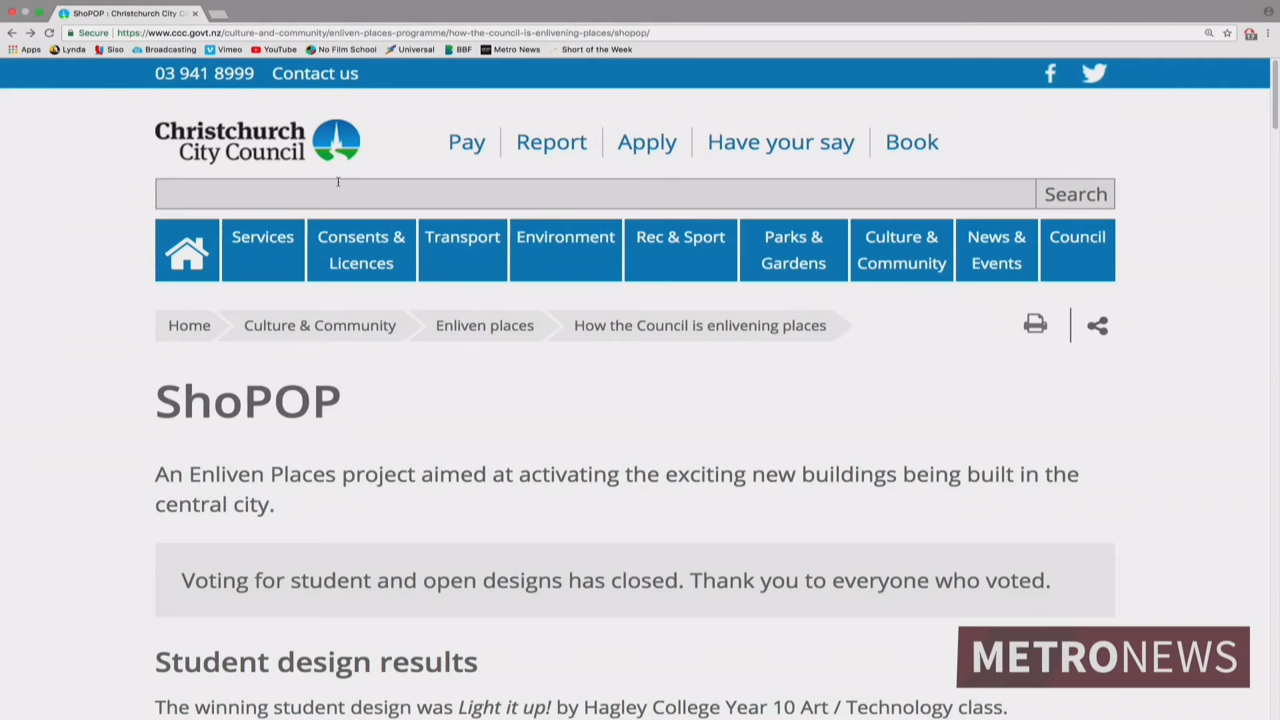 ShoPOP : Christchurch City C
Secure https://www.ccc.govt.nz/culture-and-community/enliven-places-programme/how-the-council-is-enlivening-places/shopop/
Apps Lynda Siso Broadcasting Vimeo YouTube No Film School Universal BBF Metro News Short of the Week
03 941 8999 Contact us
Christchurch
City Council
Pay Report Apply Have your say Book
Search
Services Consents & Licences Transport Environment Rec & Sport Parks & Gardens Culture & Community News & Events Council
Home Culture & Community Enliven places How the Council is enlivening places
ShoPOP
An Enliven Places project aimed at activating the exciting new buildings being built in the
central city.
Voting for student and open designs has closed. Thank you to everyone who voted.
Student design results
METRONEWS
The winning student design was Light it up! by Hagley College Year 10 Art / Technology class.